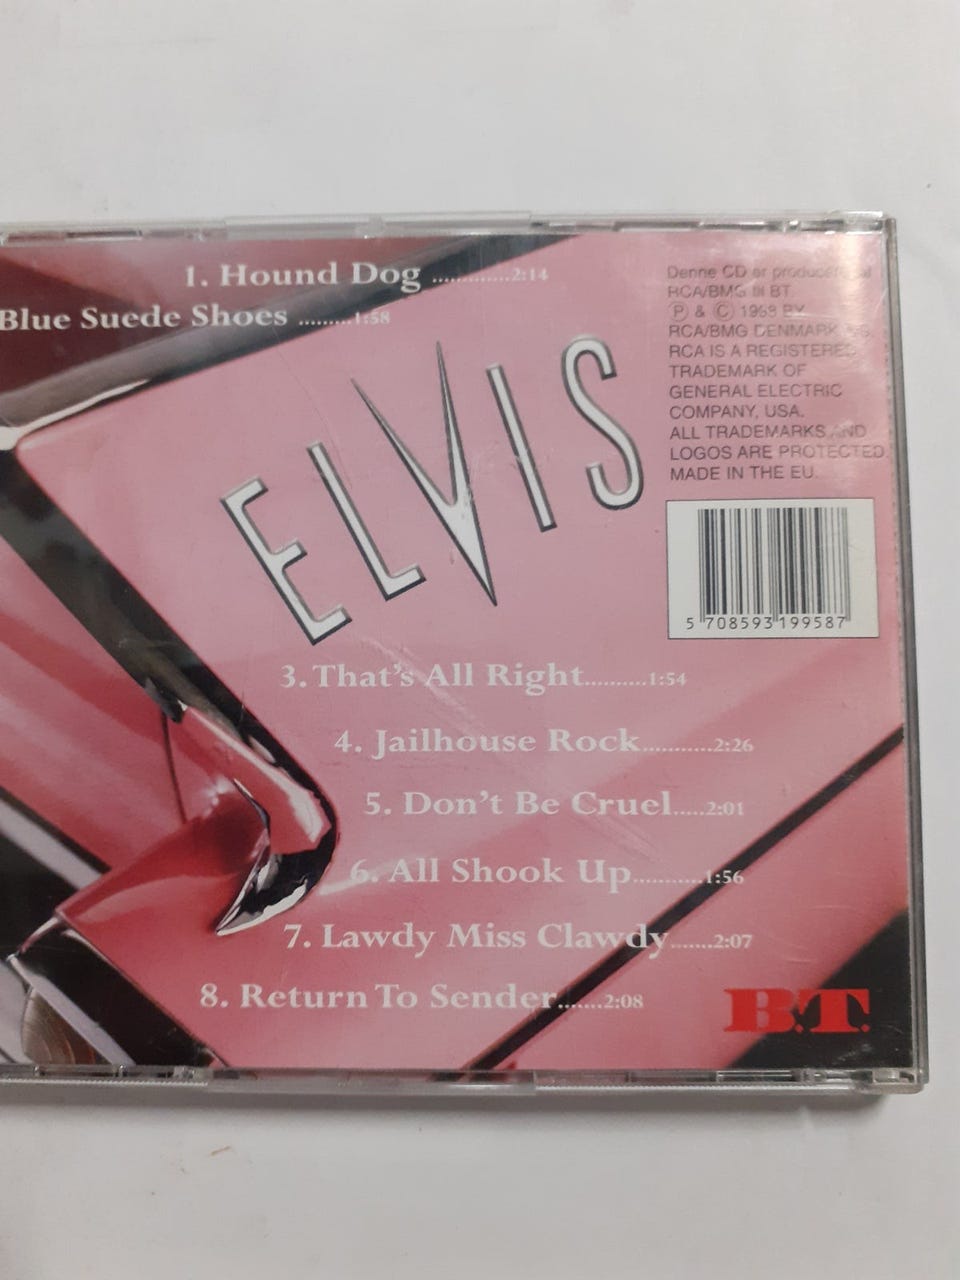 1. Hound Dog .............2:14
Blue Suede Shoes .........1:58
ELVIS
Denne CD er
RCA/BMG BT.
Ⓟ & Ⓒ BY
RCA/BMG DENMARK
RCA IS A REGISTERED
TRADEMARK OF
GENERAL ELECTRIC
COMPANY, USA.
ALL TRADEMARKS AND
LOGOS ARE PROTECTED.
MADE IN THE EU.
5 708593 199587
3. That's All Right..........1:54
4. Jailhouse Rock...........2:26
5. Don't Be Cruel.....2:01
6. All Shook Up...........1:56
7. Lawdy Miss Clawdy.......2:07
8. Return To Sender.......2:08
B.T.